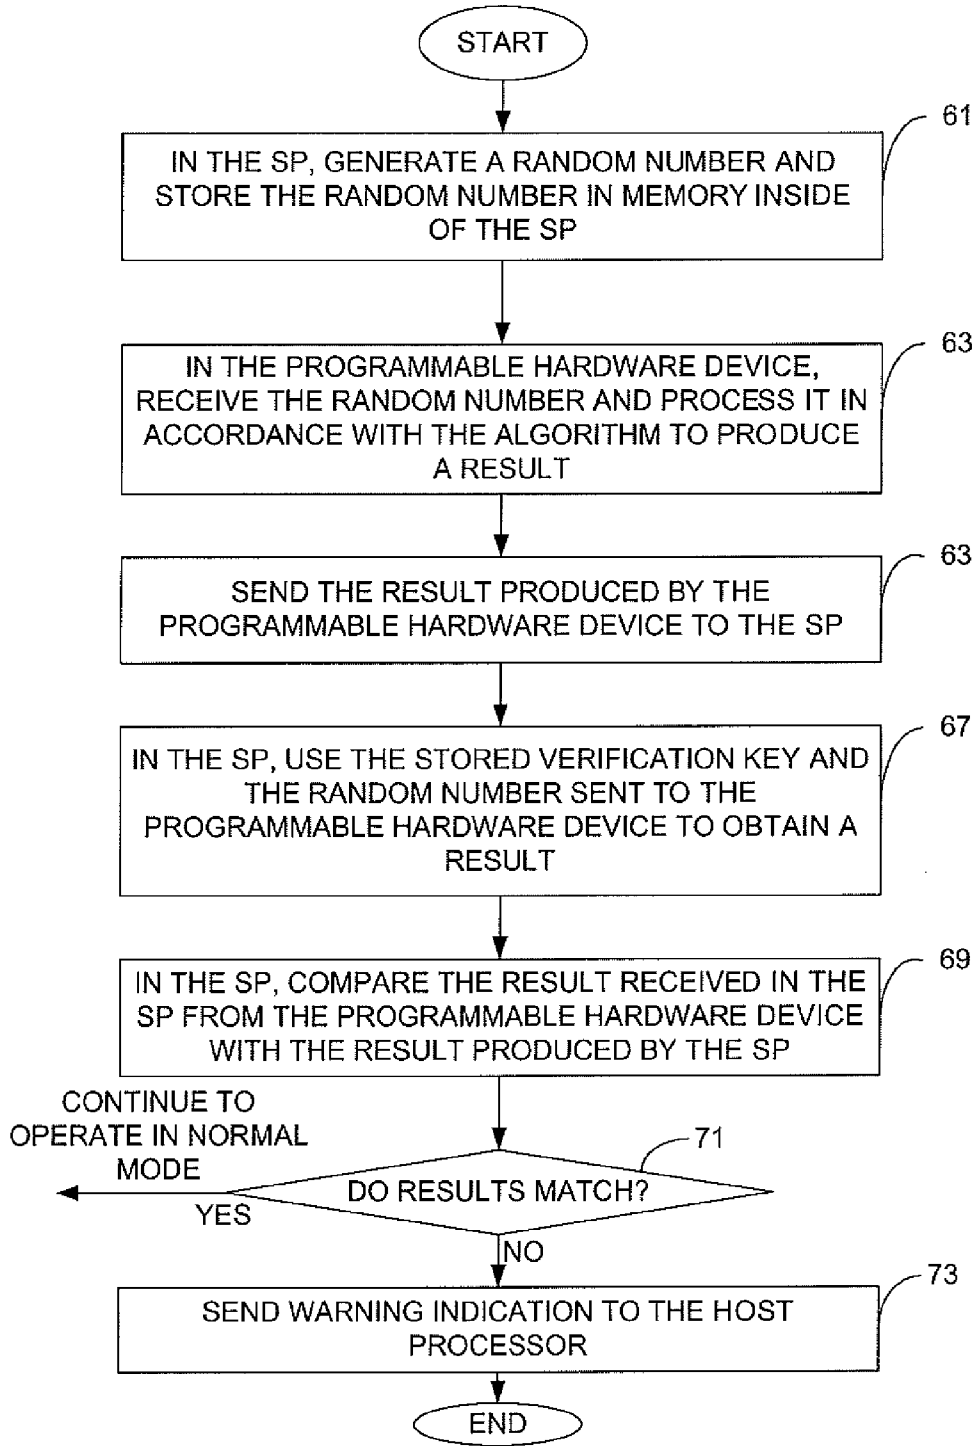 START
61
IN THE SP, GENERATE A RANDOM NUMBER AND
STORE THE RANDOM NUMBER IN MEMORY INSIDE
OF THE SP
63
IN THE PROGRAMMABLE HARDWARE DEVICE,
RECEIVE THE RANDOM NUMBER AND PROCESS IT IN
ACCORDANCE WITH THE ALGORITHM TO PRODUCE
A RESULT
63
SEND THE RESULT PRODUCED BY THE
PROGRAMMABLE HARDWARE DEVICE TO THE SP
67
IN THE SP, USE THE STORED VERIFICATION KEY AND
THE RANDOM NUMBER SENT TO THE
PROGRAMMABLE HARDWARE DEVICE TO OBTAIN A
RESULT
69
IN THE SP, COMPARE THE RESULT RECEIVED IN THE
SP FROM THE PROGRAMMABLE HARDWARE DEVICE
WITH THE RESULT PRODUCED BY THE SP
CONTINUE TO
OPERATE IN NORMAL
MODE
71
DO RESULTS MATCH?
YES
NO
73
SEND WARNING INDICATION TO THE HOST
PROCESSOR
END